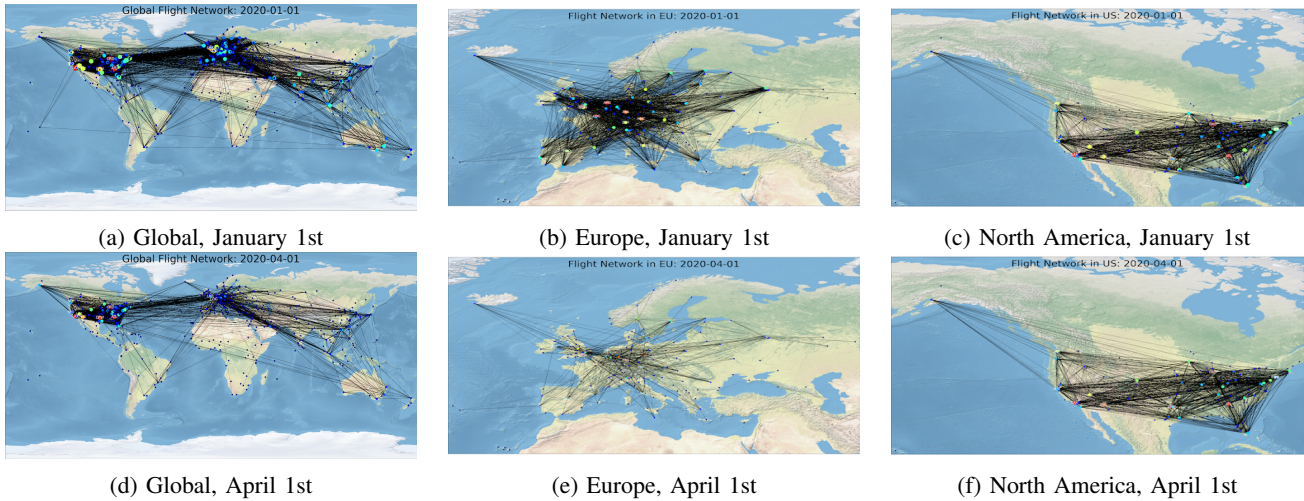 Global Flight Network: 2020-01-01
Flight Network in EU: 2020-01-01
Flight Network in US: 2020-01-01
(a) Global, January 1st
(b) Europe, January 1st
(c) North America, January 1st
Global Flight Network: 2020-04-01
Flight Network in EU: 2020-04-01
Flight Network in US: 2020-04-01
(d) Global, April 1st
(e) Europe, April 1st
(f) North America, April 1st